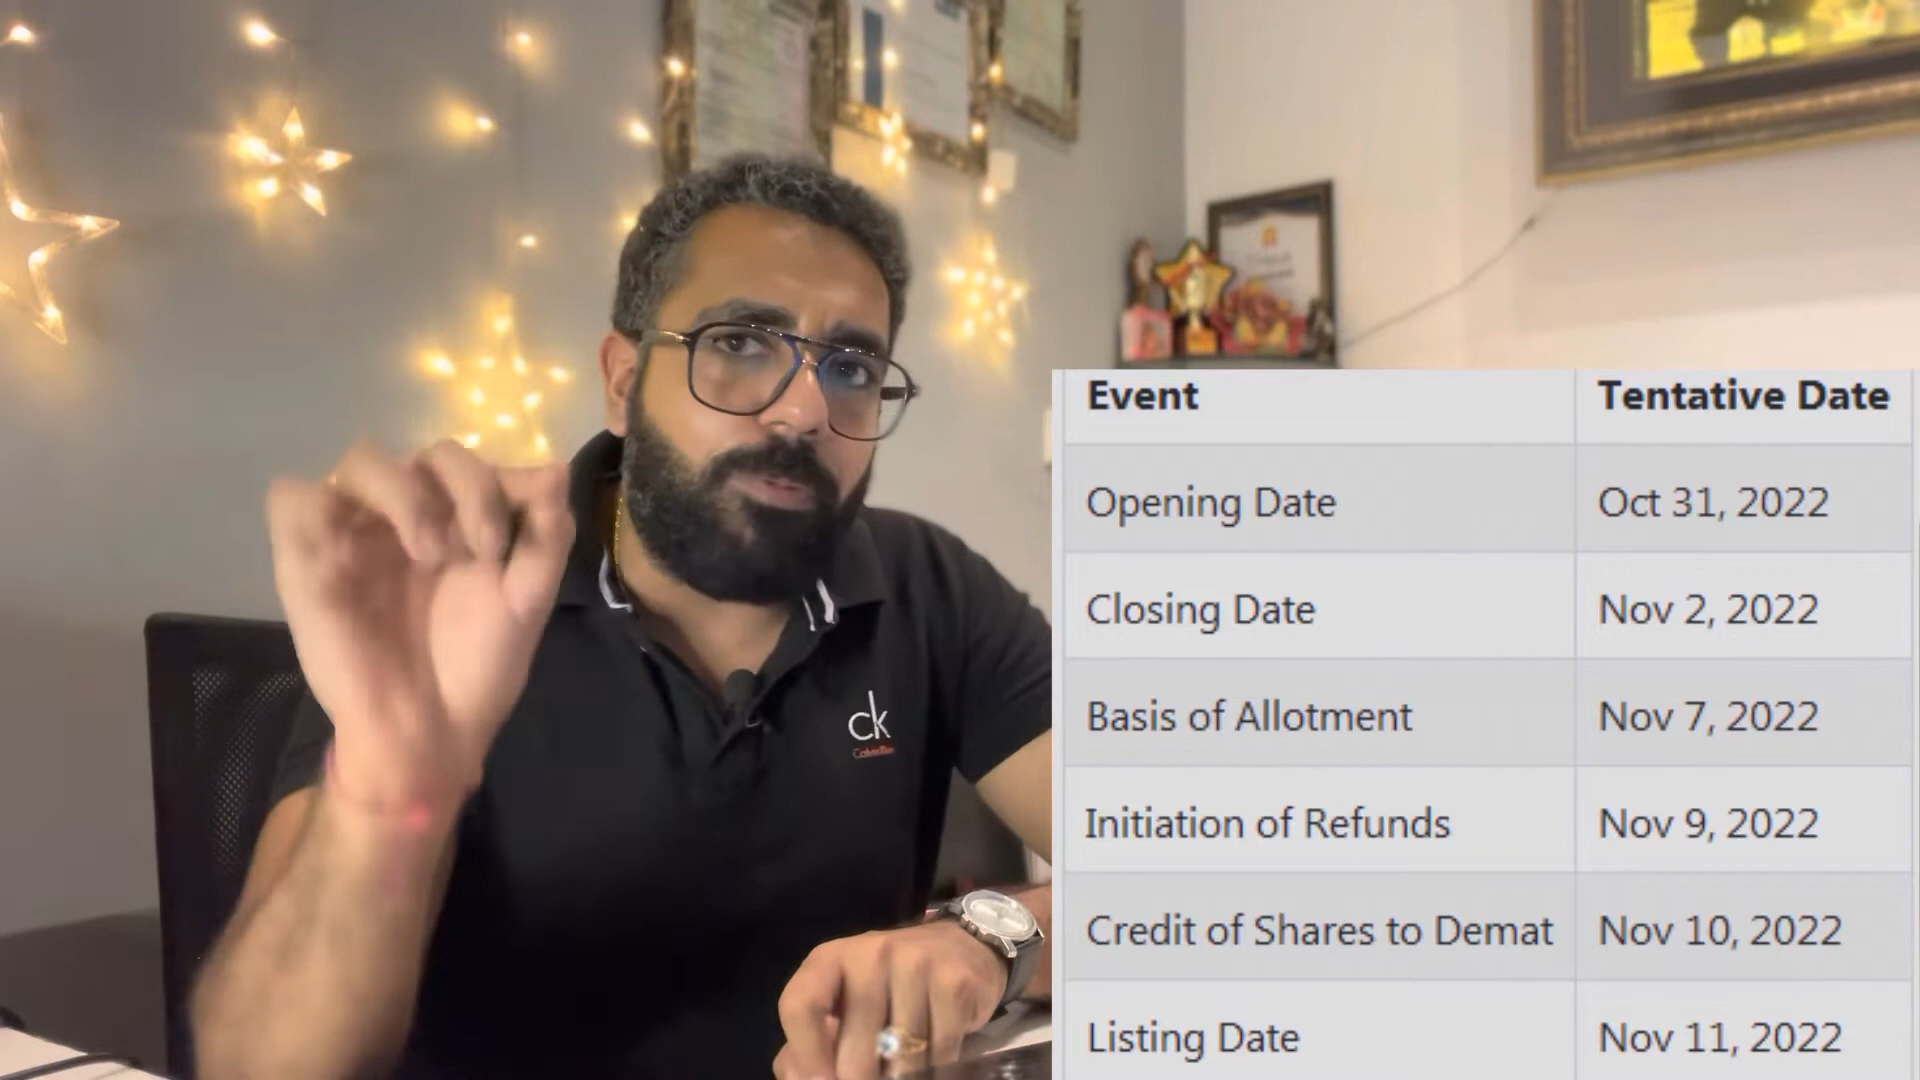 ck
Event Tentative Date
Opening Date Oct 31, 2022
Closing Date Nov 2, 2022
Basis of Allotment Nov 7, 2022
Initiation of Refunds Nov 9, 2022
Credit of Shares to Demat Nov 10, 2022
Listing Date Nov 11, 2022